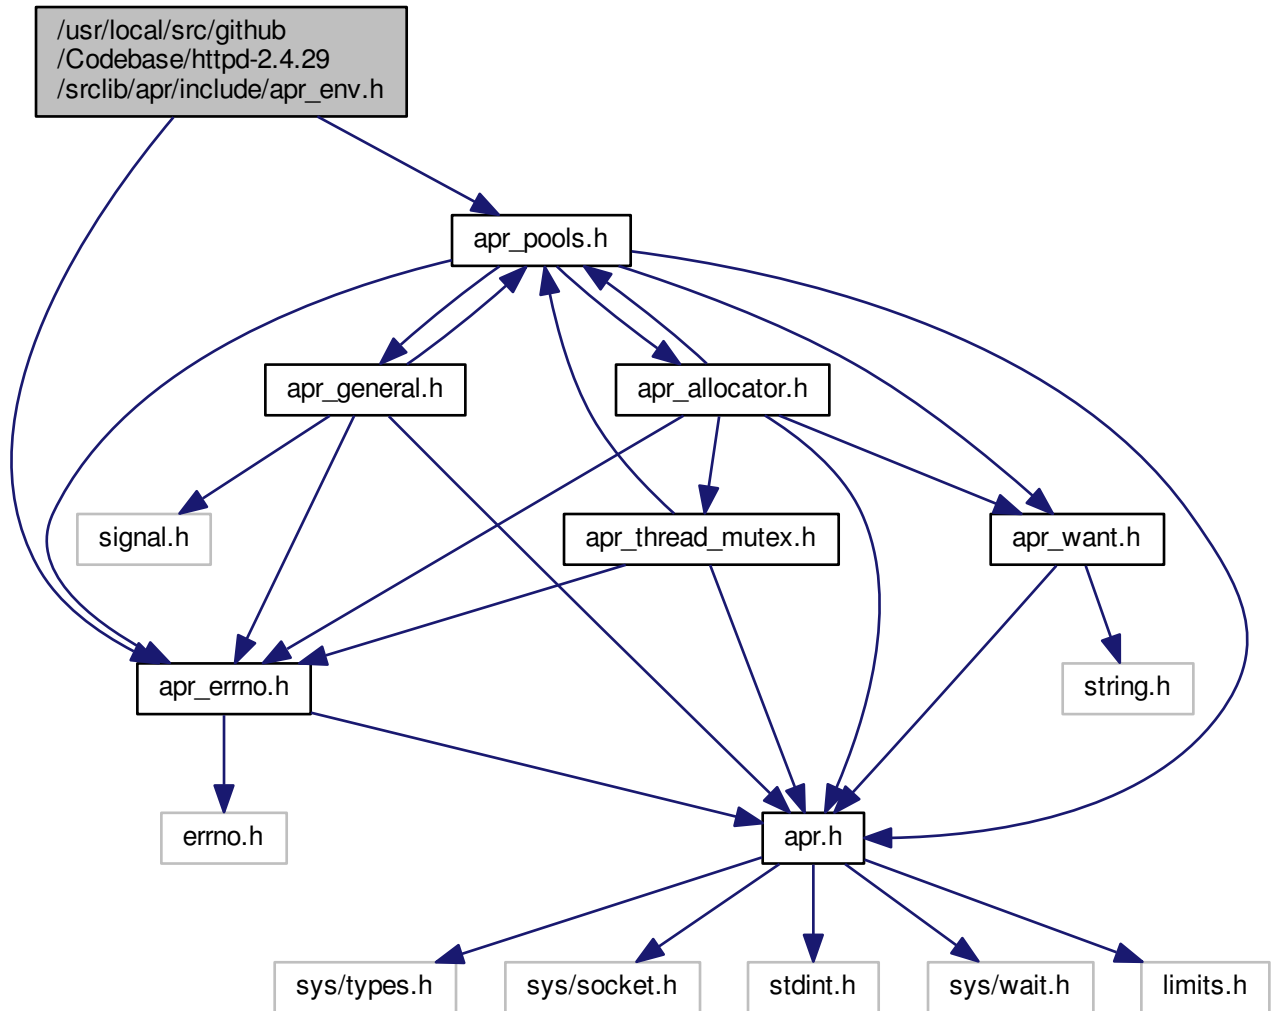 /usr/local/src/github
/Codebase/httpd-2.4.29
/srclib/apr/include/apr_env.h
apr_pools.h
apr_general.h
apr_allocator.h
signal.h
apr_thread_mutex.h
apr_want.h
apr_errno.h
string.h
errno.h
apr.h
sys/types.h
sys/socket.h
stdint.h
sys/wait.h
limits.h